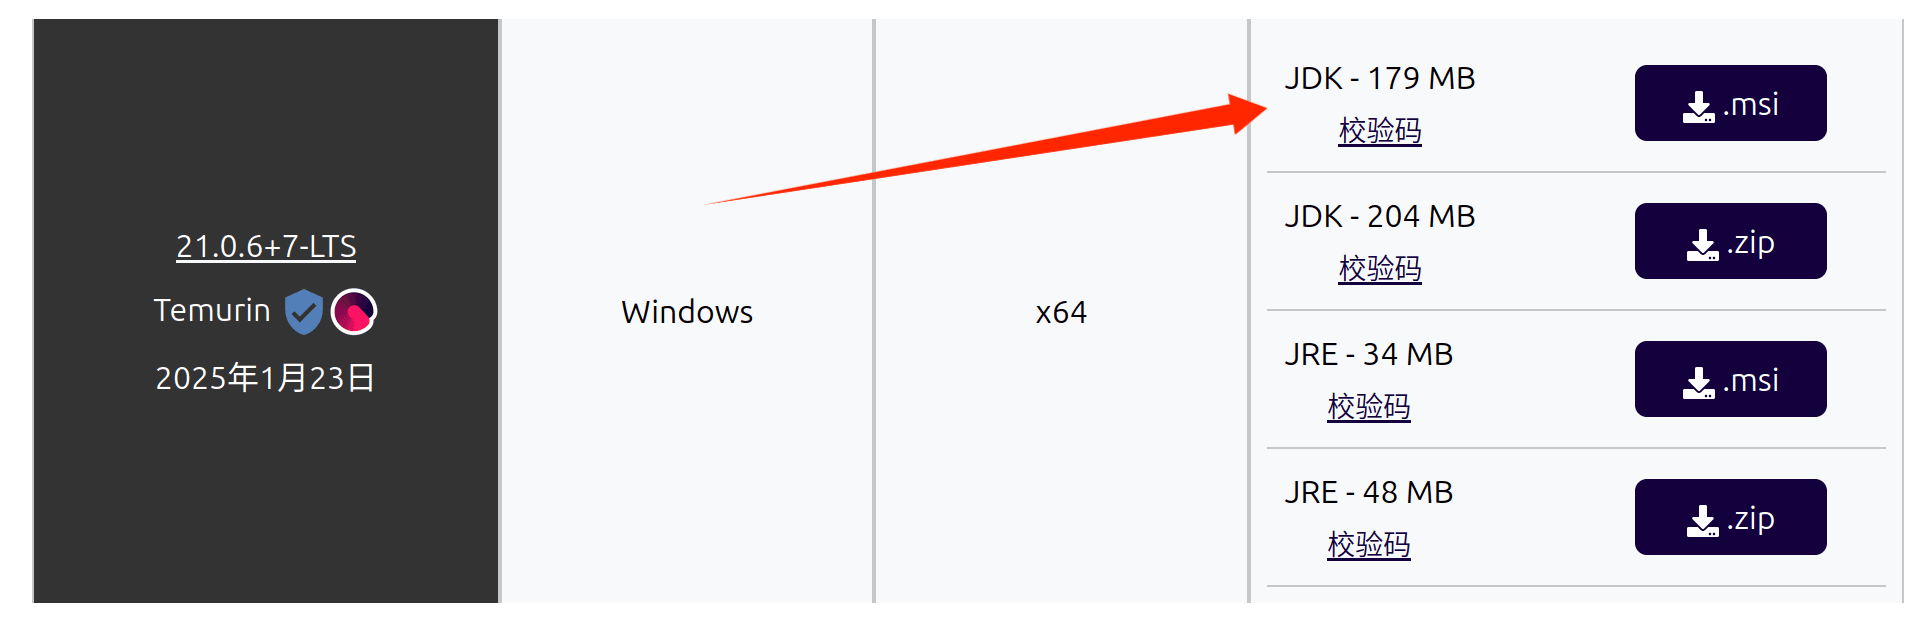 21.0.6+7-LTS
Temurin
2025年1月23日
Windows
x64
JDK - 179 MB
校验码
.msi
JDK - 204 MB
校验码
.zip
JRE - 34 MB
校验码
.msi
JRE - 48 MB
校验码
.zip